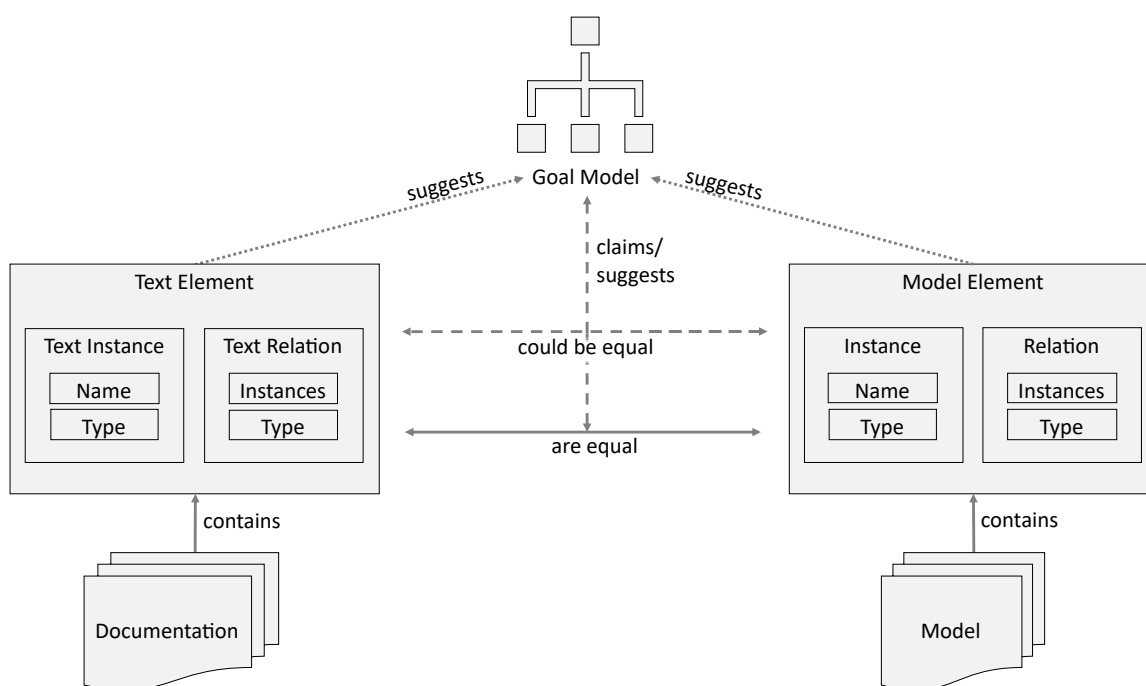 suggests
suggests
Goal Model
claims/
suggests
Text Element
Model Element
Text Instance
Text Relation
could be equal
Instance
Relation
Name
Instances
Name
Instances
Type
Type
Type
Type
are equal
contains
contains
Documentation
Model